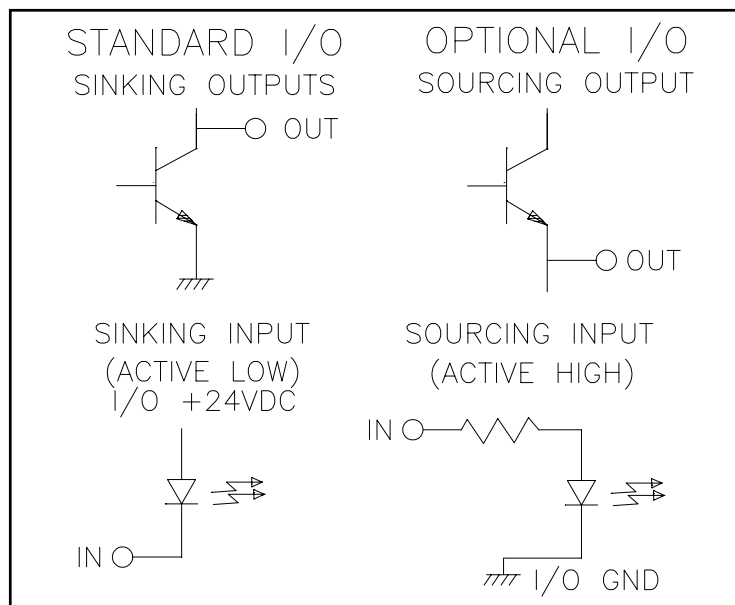 STANDARD I/O
SINKING OUTPUTS
OUT
OPTIONAL I/O
SOURCING OUTPUT
OUT
SINKING INPUT
(ACTIVE LOW)
I/O +24VDC
IN
SOURCING INPUT
(ACTIVE HIGH)
IN
I/O GND